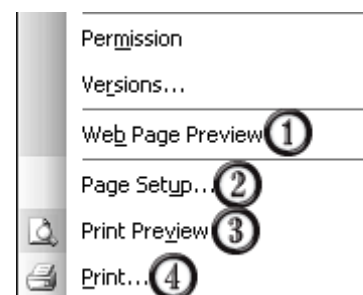 Permission
Versions...
Web Page Preview 1
Page Setup... 2
Print Preview 3
Print... 4